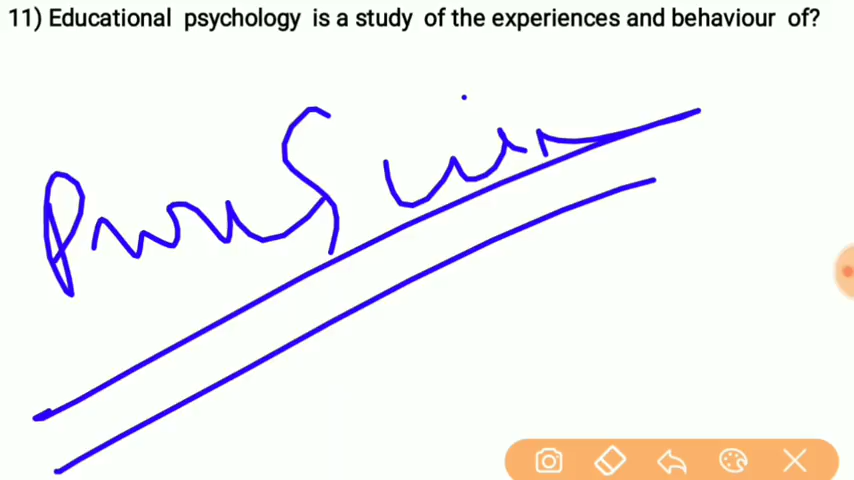 11) Educational psychology is a study of the experiences and behaviour of?